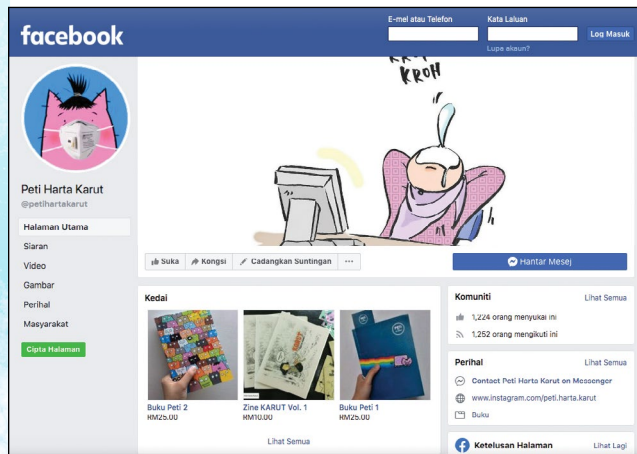 facebook
E-mel atau Telefon
Kata Laluan
Log Masuk
Lupa akaun?
KROH
Peti Harta Karut
@petihartakarut
Halaman Utama
Siaran
Video
Gambar
Perihal
Masyarakat
Cipta Halaman
Suka
Kongsi
Cadangkan Suntingan
Hantar Mesej
Kedai
Buku Peti 2
RM25.00
Zine KARUT Vol. 1
RM10.00
Buku Peti 1
RM25.00
Lihat Semua
Komuniti
Lihat Semua
1,224 orang menyukai ini
1,252 orang mengikuti ini
Perihal
Lihat Semua
Contact Peti Harta Karut on Messenger
www.instagram.com/peti.harta.karut
Buku
Ketelusan Halaman
Lihat Lagi